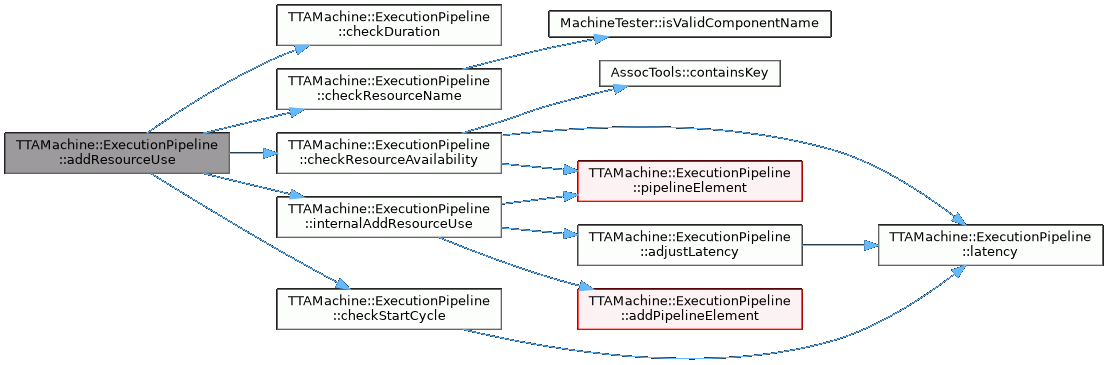 TTAMachine::ExecutionPipeline
::addResourceUse
TTAMachine::ExecutionPipeline
::checkDuration
TTAMachine::ExecutionPipeline
::checkResourceName
TTAMachine::ExecutionPipeline
::checkResourceAvailability
TTAMachine::ExecutionPipeline
::internalAddResourceUse
TTAMachine::ExecutionPipeline
::checkStartCycle
MachineTester::isValidComponentName
AssocTools::containsKey
TTAMachine::ExecutionPipeline
::pipelineElement
TTAMachine::ExecutionPipeline
::adjustLatency
TTAMachine::ExecutionPipeline
::addPipelineElement
TTAMachine::ExecutionPipeline
::latency